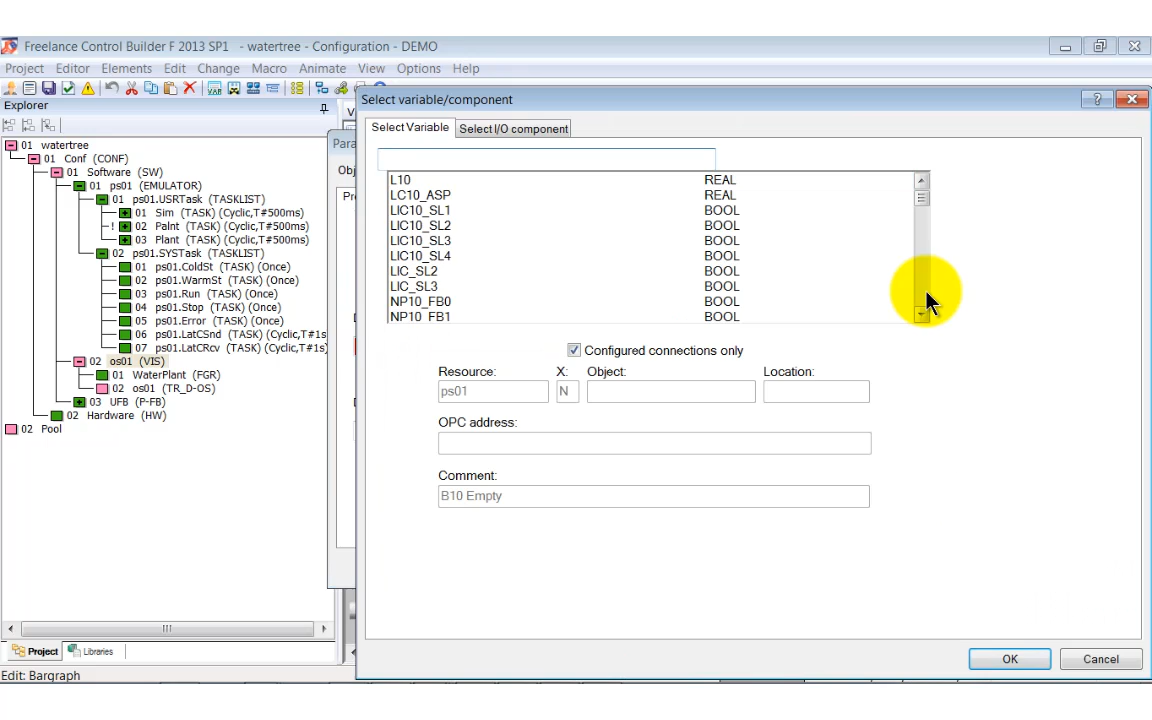 Freelance Control Builder F 2013 SP1 - watertree - Configuration - DEMO
Project Editor Elements Edit Change Macro Animate View Options Help
Explorer
01 watertree
01 Conf (CONF)
01 Software (SW)
01 ps01 (EMULATOR)
01 ps01.USRTask (TASKLIST)
01 Sim (TASK) (Cyclic,T#500ms)
! 02 PaInt (TASK) (Cyclic,T#500ms)
03 Plant (TASK) (Cyclic,T#500ms)
02 ps01.SYSTask (TASKLIST)
01 ps01.ColdSt (TASK) (Once)
02 ps01.WarmSt (TASK) (Once)
03 ps01.Run (TASK) (Once)
04 ps01.Stop (TASK) (Once)
05 ps01.Error (TASK) (Once)
06 ps01.LatCSnd (TASK) (Cyclic,T#1s
07 ps01.LatCRcv (TASK) (Cyclic,T#1s)
02 os01 (VIS)
01 WaterPlant (FGR)
02 os01 (TR_D-OS)
03 UFB (P-FB)
02 Hardware (HW)
02 Pool
Project Libraries
Edit: Bargraph
V
Para
Obj
Pr
Select variable/component
Select Variable Select I/O component
L10 REAL
LC10_ASP REAL
LIC10_SL1 BOOL
LIC10_SL2 BOOL
LIC10_SL3 BOOL
LIC10_SL4 BOOL
LIC_SL2 BOOL
LIC_SL3 BOOL
NP10_FB0 BOOL
NP10_FB1 BOOL
Configured connections only
Resource: X: Object: Location:
ps01 N
OPC address:
Comment:
B10 Empty
OK Cancel